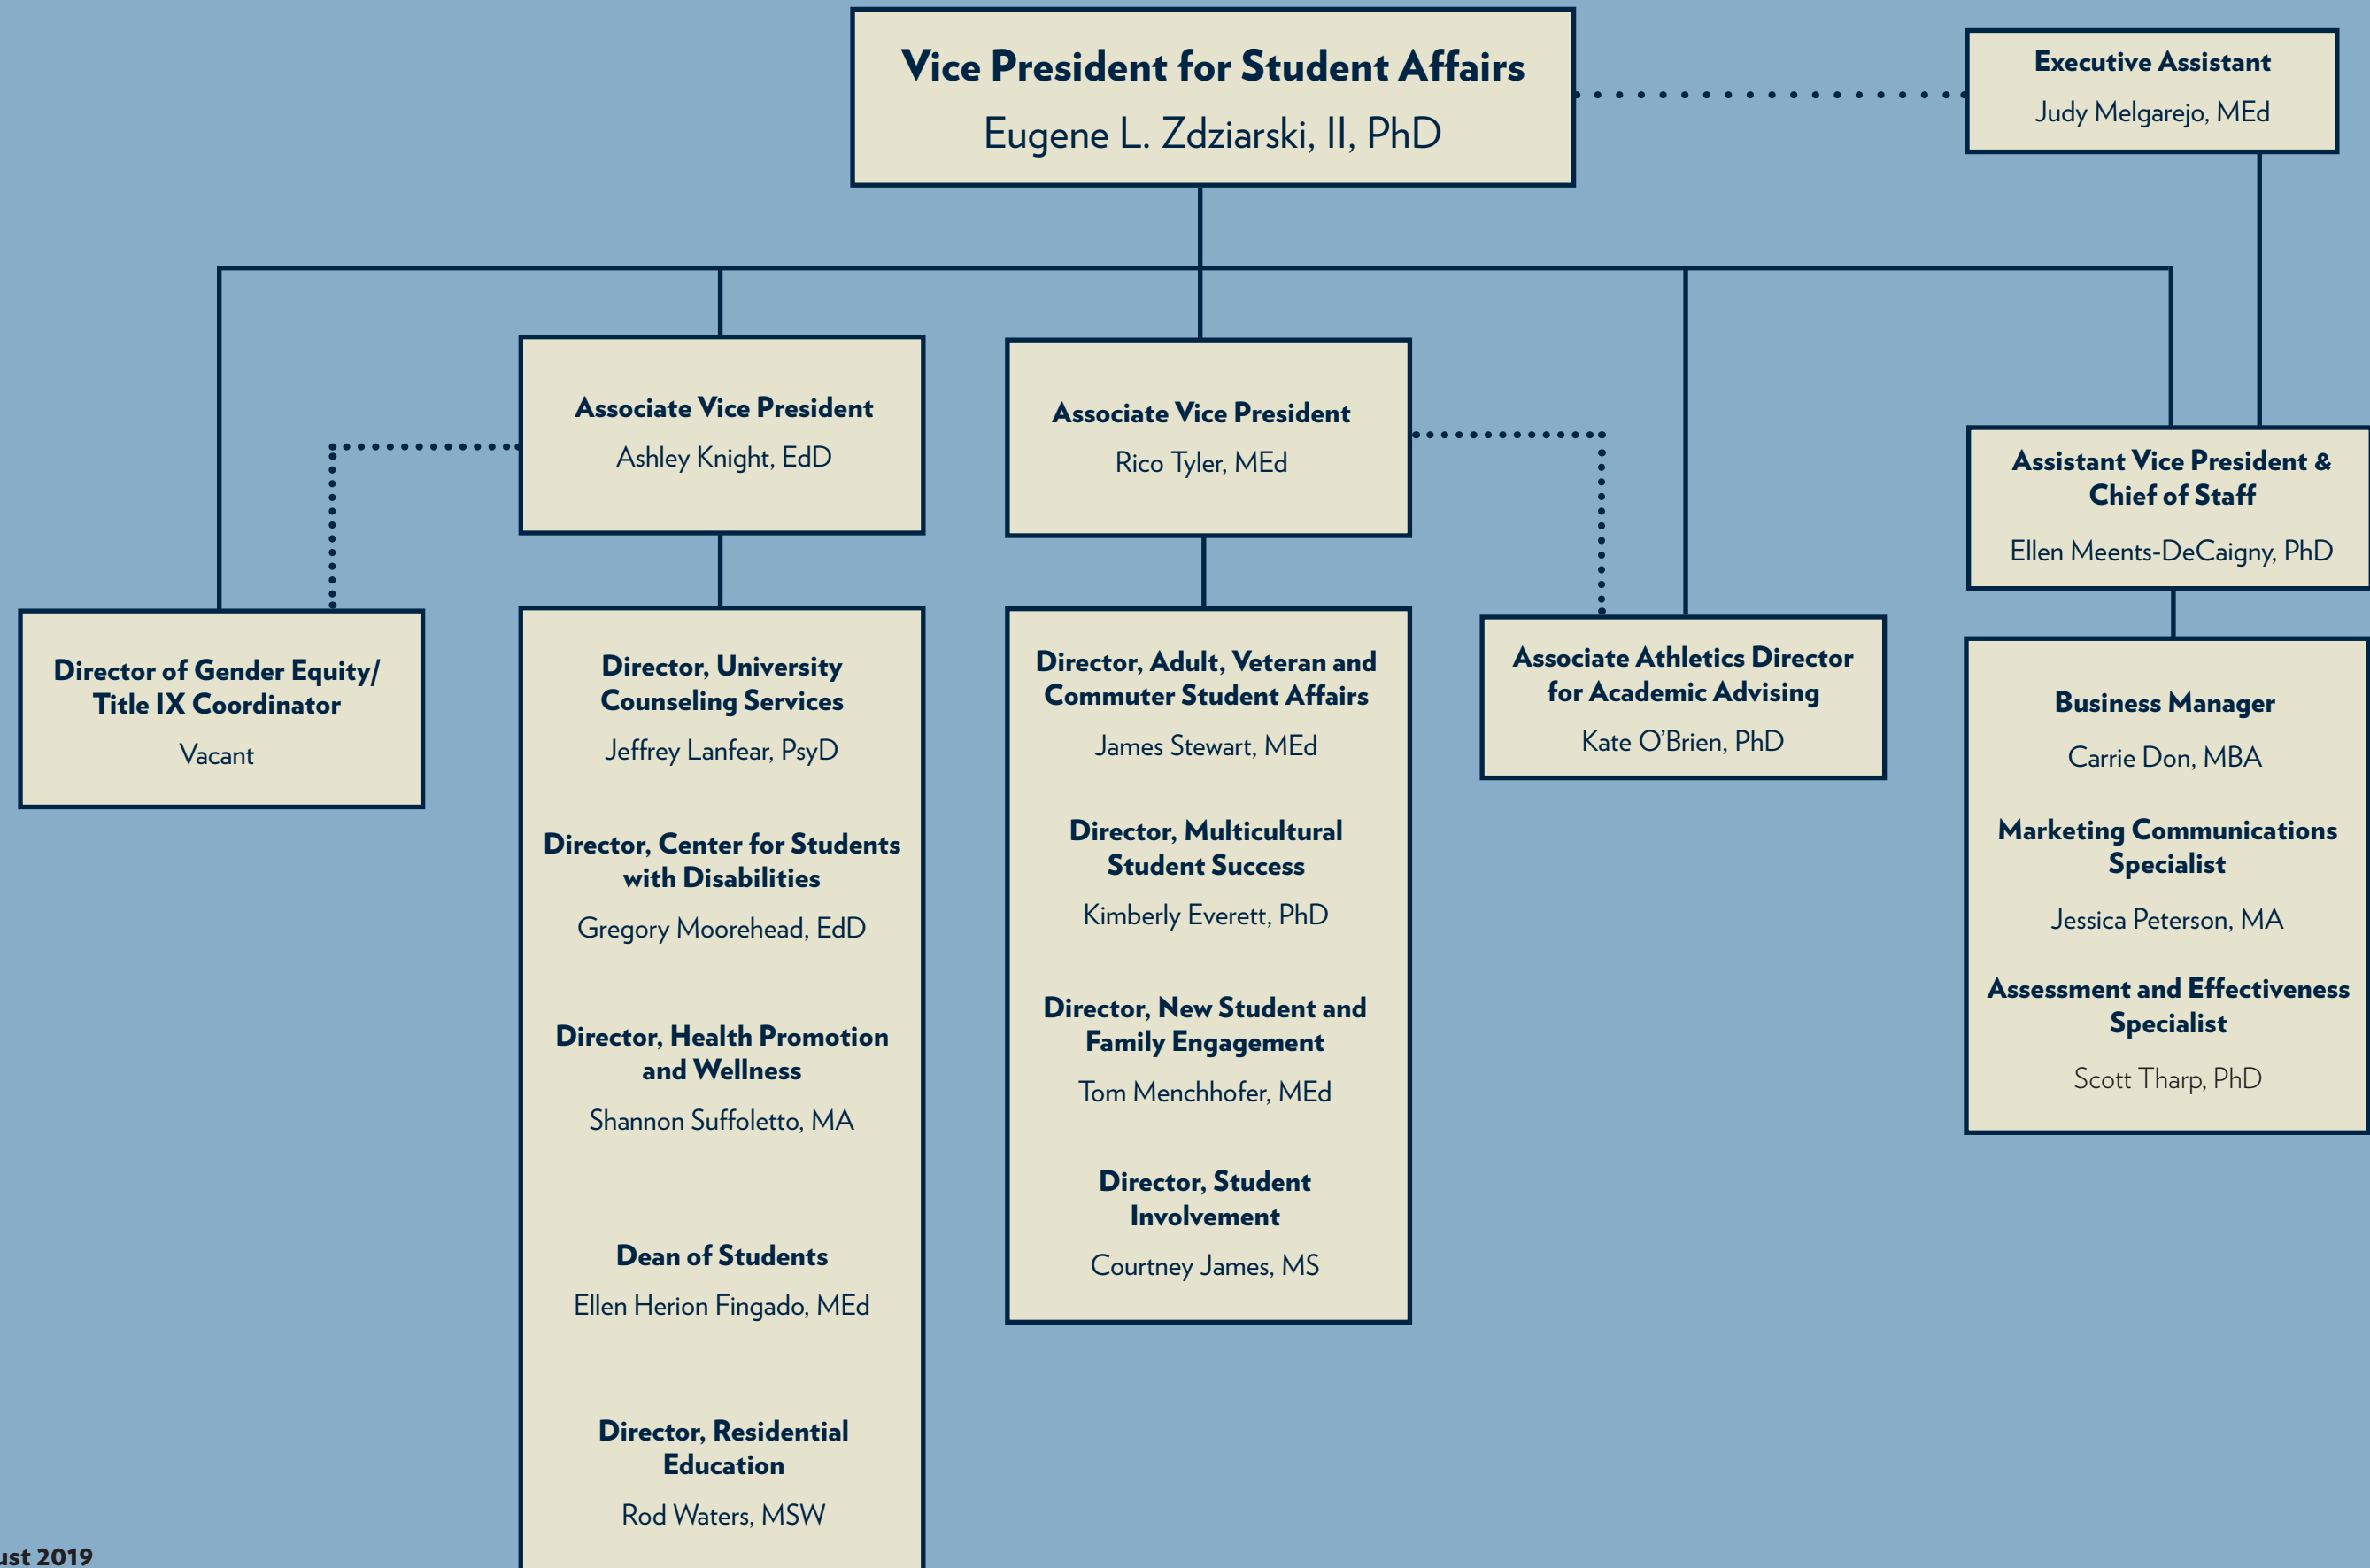 Vice President for Student Affairs
Eugene L. Zdziarski, II, PhD
Executive Assistant
Judy Melgarejo, MEd
Associate Vice President
Ashley Knight, EdD
Associate Vice President
Rico Tyler, MEd
Assistant Vice President &
Chief of Staff
Ellen Meents-DeCaigny, PhD
Director of Gender Equity/
Title IX Coordinator
Vacant
Director, University
Counseling Services
Jeffrey Lanfear, PsyD
Director, Center for Students
with Disabilities
Gregory Moorehead, EdD
Director, Health Promotion
and Wellness
Shannon Suffoletto, MA
Dean of Students
Ellen Herion Fingado, MEd
Director, Residential
Education
Rod Waters, MSW
Director, Adult, Veteran and
Commuter Student Affairs
James Stewart, MEd
Director, Multicultural
Student Success
Kimberly Everett, PhD
Director, New Student and
Family Engagement
Tom Menchhofer, MEd
Director, Student
Involvement
Courtney James, MS
Associate Athletics Director
for Academic Advising
Kate O’Brien, PhD
Business Manager
Carrie Don, MBA
Marketing Communications
Specialist
Jessica Peterson, MA
Assessment and Effectiveness
Specialist
Scott Tharp, PhD
ust 2019